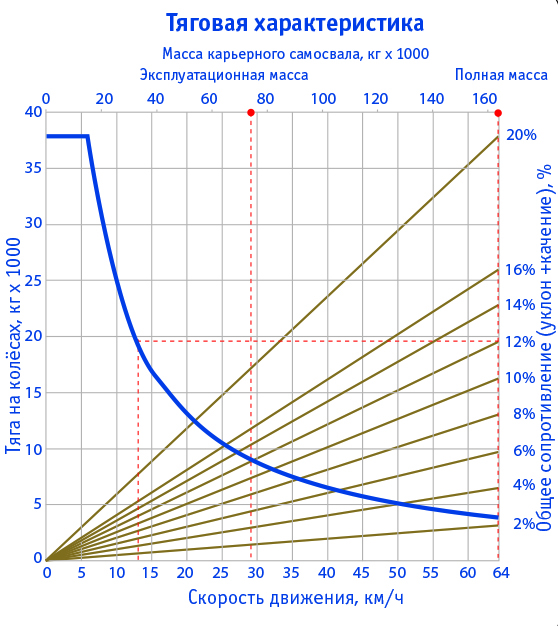 Тяговая характеристика
Масса карьерного самосвала, кг х 1000
Эксплуатационная масса
Полная масса
0 20 40 60 80 100 120 140 160
40
35
30
25
20
15
10
5
0
Тяга на колёсах, кг х 1000
20%
16%
14%
12%
10%
8%
6%
4%
2%
Общее сопротивление (уклон +качение), %
0 5 10 15 20 25 30 35 40 45 50 55 60 64
Скорость движения, км/ч